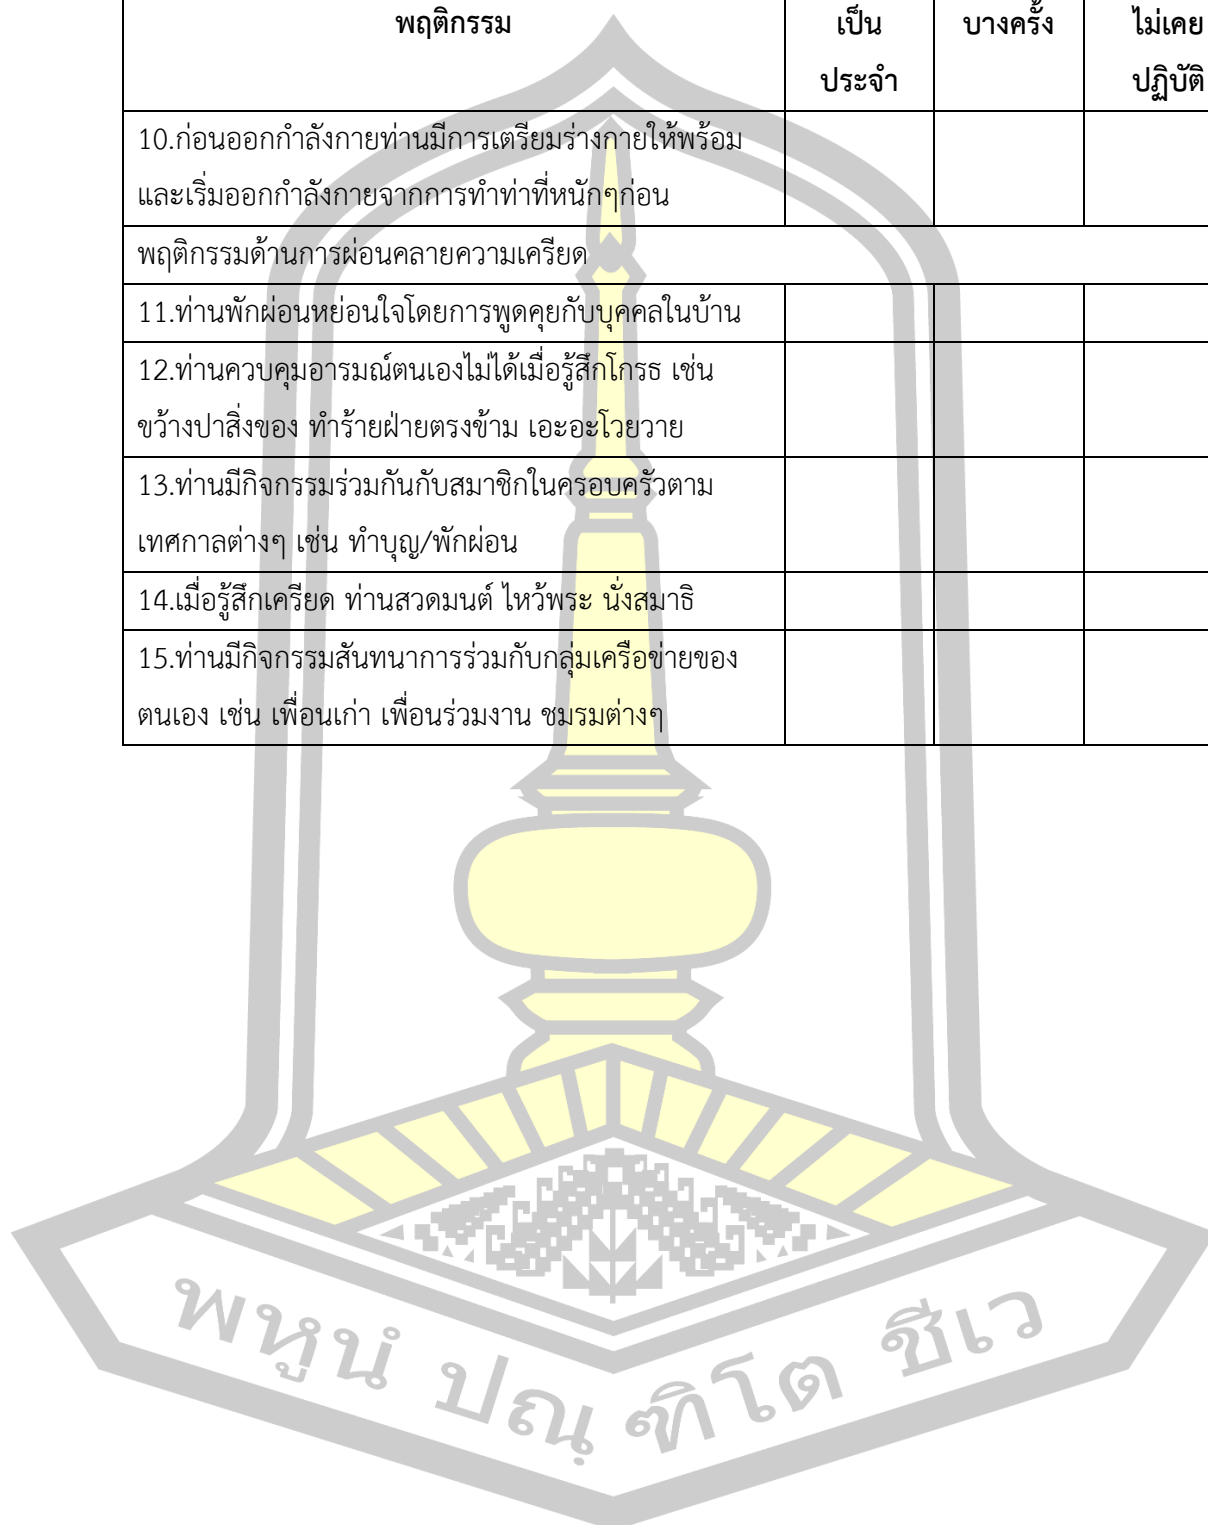 พฤติกรรม เป็น บางครั้ง ไม่เคย
ประจำ ปฏิบัติ
10.ก่อนออกกำลังกายท่านมีการเตรียมร่างกายให้พร้อม
และเริ่มออกกำลังกายจากการทำท่าที่หนักๆก่อน
พฤติกรรมด้านการผ่อนคลายความเครียด
11.ท่านพักผ่อนหย่อนใจโดยการพูดคุยกับบุคคลในบ้าน
12.ท่านควบคุมอารมณ์ตนเองไม่ได้เมื่อรู้สึกโกรธ เช่น
ขว้างปาสิ่งของ ทำร้ายฝ่ายตรงข้าม เอะอะโวยวาย
13.ท่านมีกิจกรรมร่วมกันกับสมาชิกในครอบครัวตาม
เทศกาลต่างๆ เช่น ทำบุญ/พักผ่อน
14.เมื่อรู้สึกเครียด ท่านสวดมนต์ ไหว้พระ นั่งสมาธิ
15.ท่านมีกิจกรรมสันทนาการร่วมกับกลุ่มเครือข่ายของ
ตนเอง เช่น เพื่อนเก่า เพื่อนร่วมงาน ชมรมต่างๆ
พหูนํ ปณฺ ฑิโต ชีเว